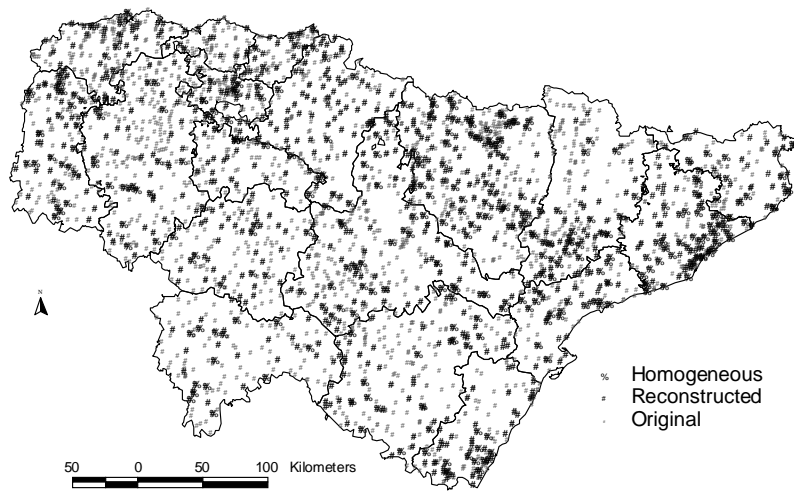 N
% Homogeneous
# Reconstructed
Original
50 0 50 100 Kilometers